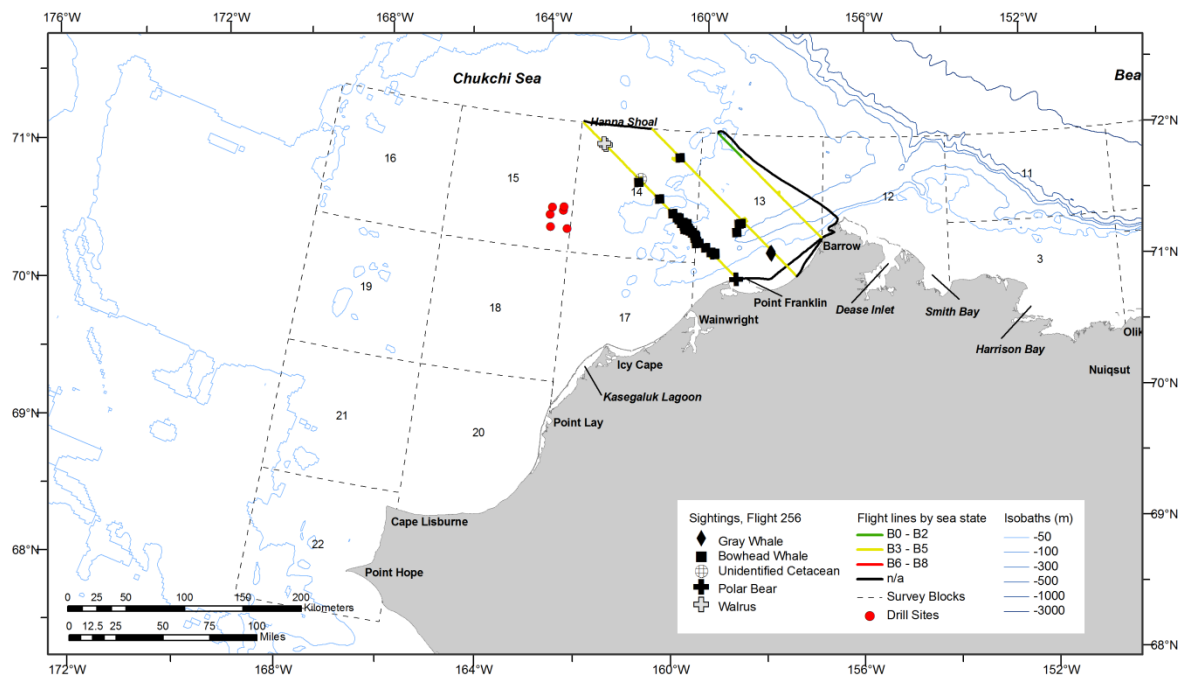 176°W
168°W
164°W
160°W
156°W
152°W
Chukchi Sea
Bea
72°N
71°N
Hanna Shoal
16
15
14
13
12
11
3
Barrow
71°N
70°N
19
18
17
Point Franklin
Dease Inlet
Smith Bay
Wainwright
Harrison Bay
Olik
Nuiqsut
Icy Cape
Kasegaluk Lagoon
70°N
69°N
21
20
Point Lay
69°N
Cape Lisburne
68°N
22
Point Hope
0 25 50 100 150 200
Kilometers
0 12.5 25 50 75 100
Miles
68°N
Sightings, Flight 256
Gray Whale
Bowhead Whale
Unidentified Cetacean
Polar Bear
Walrus
Flight lines by sea state
B0 - B2
B3 - B5
B6 - B8
n/a
Survey Blocks
Drill Sites
Isobaths (m)
-50
-100
-300
-500
-1000
-3000
172°W
168°W
164°W
160°W
156°W
152°W